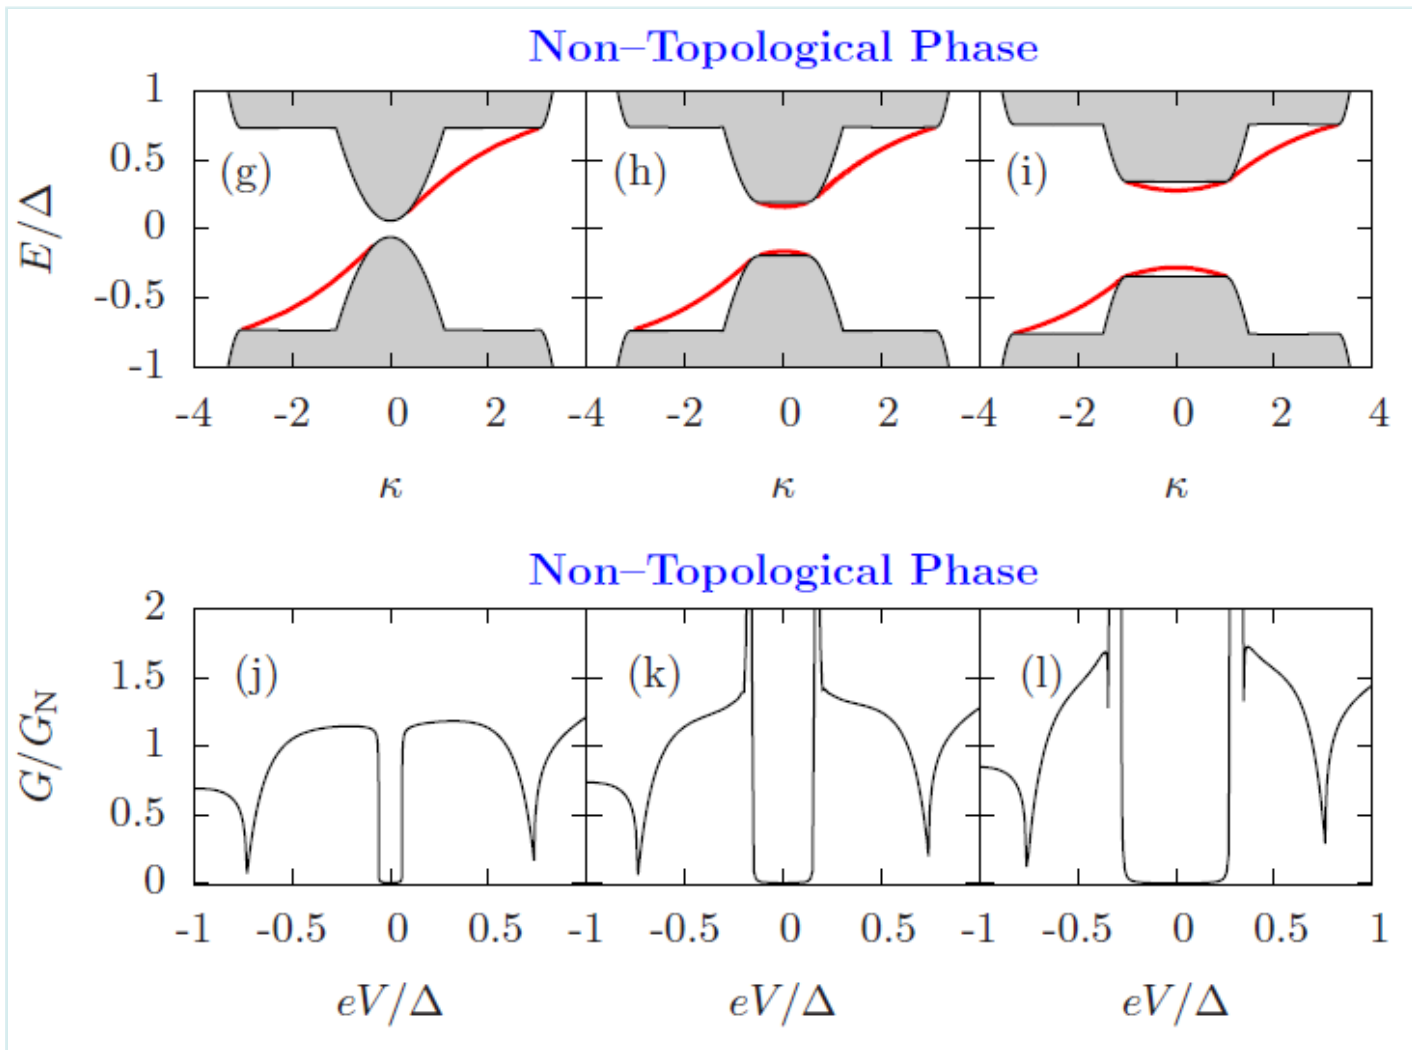 Non–Topological Phase
E/Δ
1
0.5
0
-0.5
-1
(g)
(h)
(i)
-4 -2 0 2 -4 -2 0 2 -4 -2 0 2 4
κ κ κ
Non–Topological Phase
G/G_N
2
1.5
1
0.5
0
(j)
(k)
(l)
-1 -0.5 0 0.5 -1 -0.5 0 0.5 -1 -0.5 0 0.5 1
eV/Δ eV/Δ eV/Δ